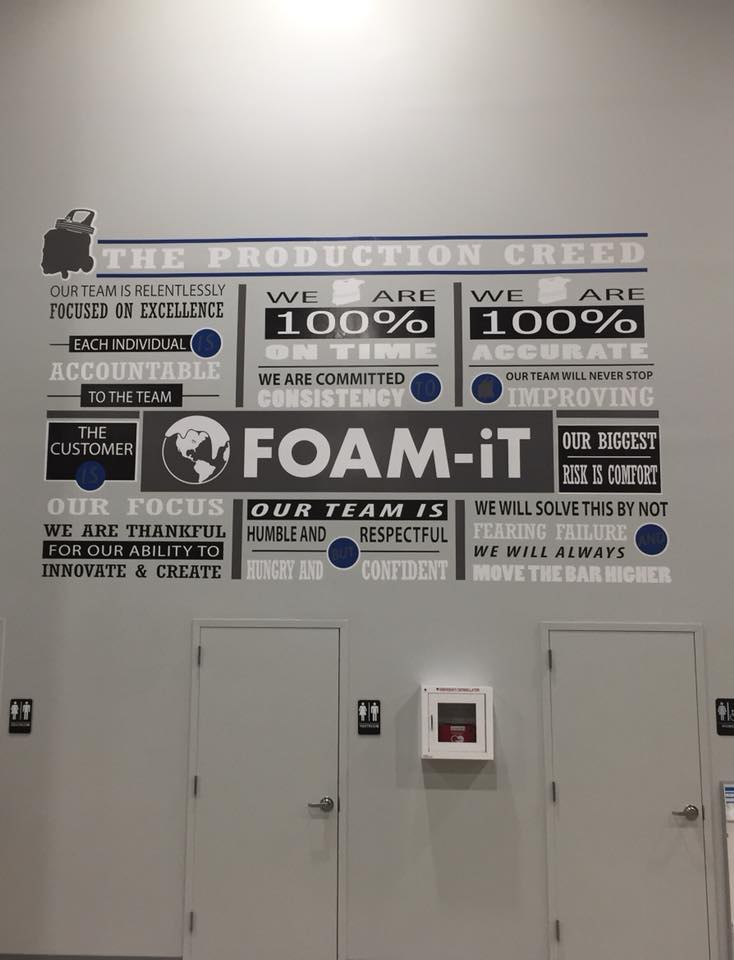 THE PRODUCTION CREED
OUR TEAM IS RELENTLESSLY
FOCUSED ON EXCELLENCE
EACH INDIVIDUAL IS
ACCOUNTABLE
TO THE TEAM
WE ARE
100%
ON TIME
WE ARE COMMITTED
TO
CONSISTENCY
WE ARE
100%
ACCURATE
OUR TEAM WILL NEVER STOP
IMPROVING
THE
CUSTOMER
IS
FOAM-iT
OUR BIGGEST
RISK IS COMFORT
OUR FOCUS
WE ARE THANKFUL
FOR OUR ABILITY TO
INNOVATE & CREATE
OUR TEAM IS
HUMBLE AND RESPECTFUL
BUT
HUNGRY AND CONFIDENT
WE WILL SOLVE THIS BY NOT
FEARING FAILURE
AND
WE WILL ALWAYS
MOVE THE BAR HIGHER